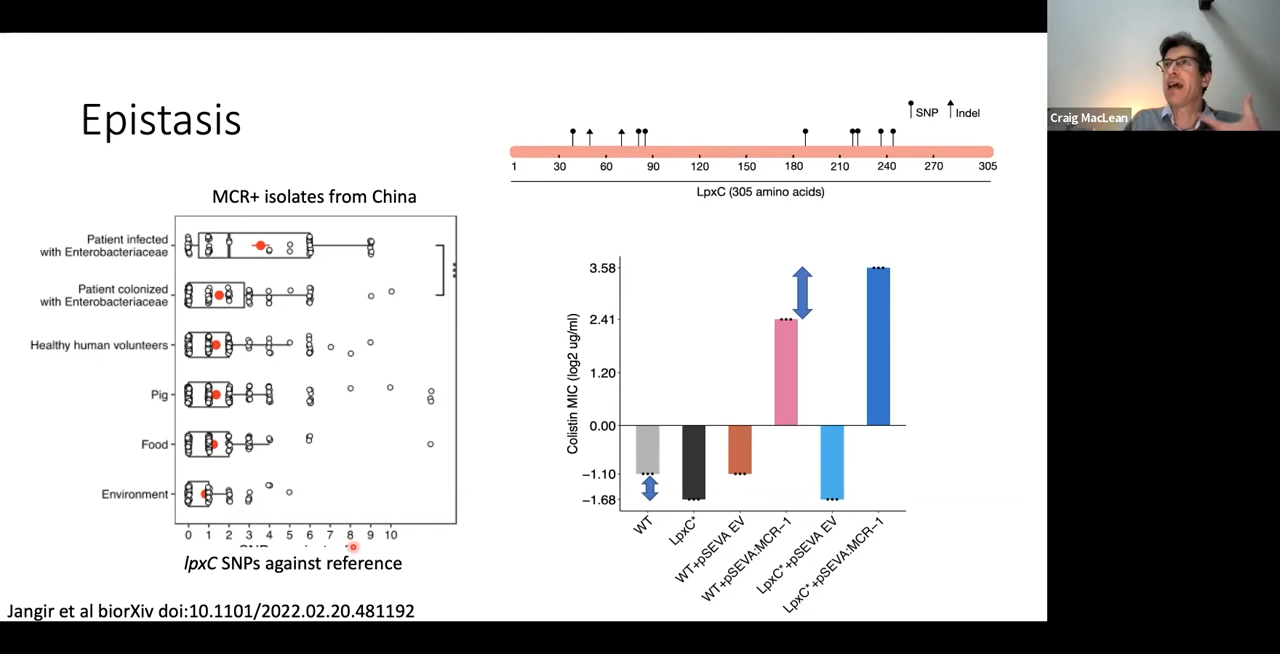 Epistasis
SNP
Indel
1 30 60 90 120 150 180 210 240 270 305
LpxC (305 amino acids)
Craig MacLean
MCR+ isolates from China
Patient infected
with Enterobacteriaceae
Patient colonized
with Enterobacteriaceae
Healthy human volunteers
Pig
Food
Environment
***
0 1 2 3 4 5 6 7 8 9 10
lpxC SNPs against reference
Colistin MIC (log2 ug/ml)
3.58
2.41
1.20
0.00
−1.10
−1.68
WT
LpxC*
WT+pSEVA EV
WT+pSEVA:MCR−1
LpxC*+pSEVA EV
LpxC*+pSEVA:MCR−1
Jangir et al biorXiv doi:10.1101/2022.02.20.481192